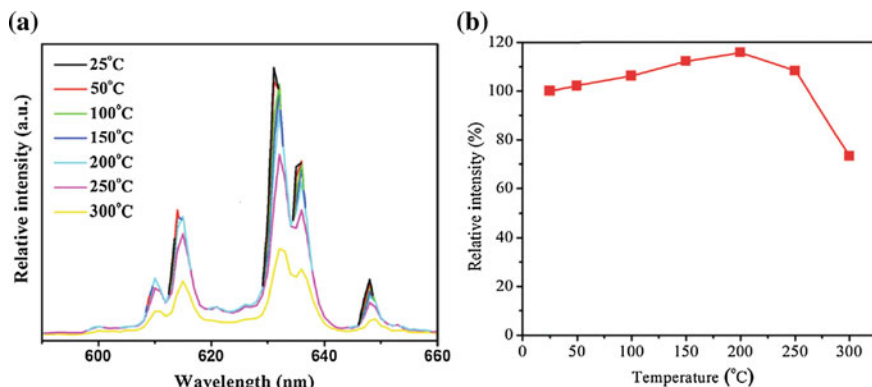 (a)
Relative intensity (a.u.)
25°C
50°C
100°C
150°C
200°C
250°C
300°C
600
620
640
660
Wavelength (nm)
(b)
Relative intensity (%)
120
100
80
60
40
20
0
0
50
100
150
200
250
300
Temperature (°C)